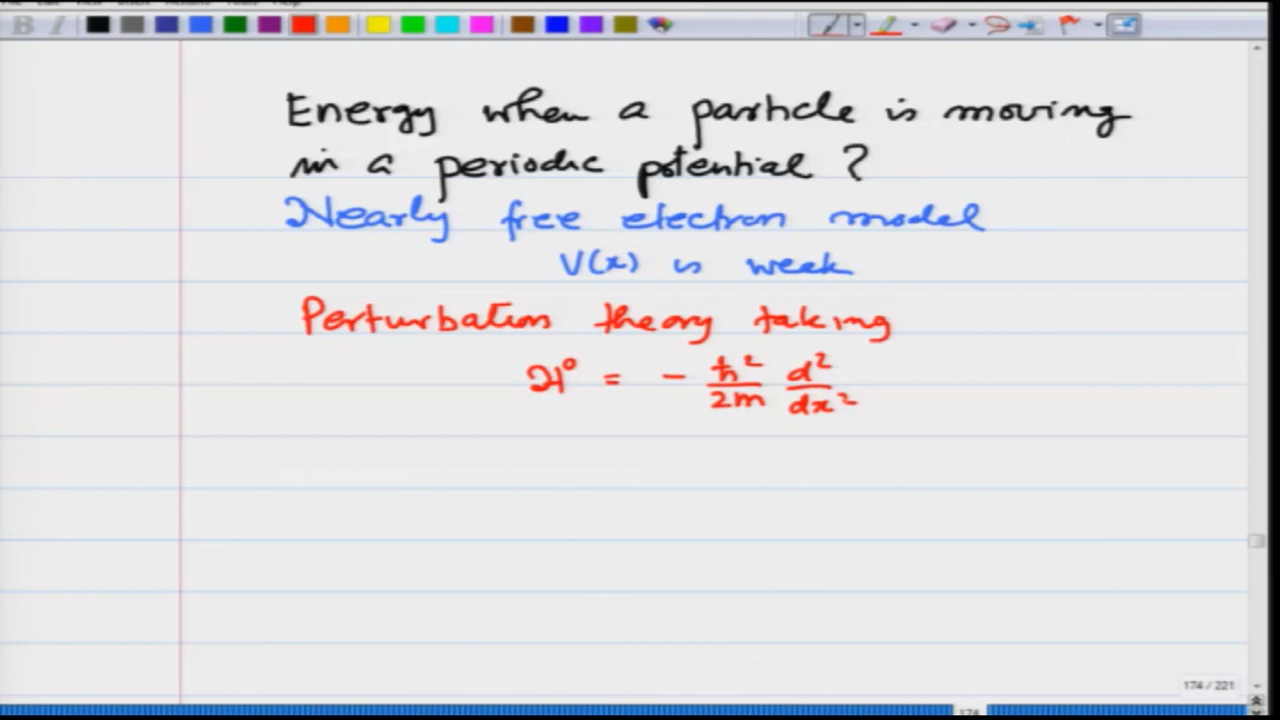 Energy when a particle is moving
in a periodic potential ?
Nearly free electron model
V(x) is weak
Perturbation theory taking
H⁰ = - ℏ²/2m d²/dx²
174 / 221